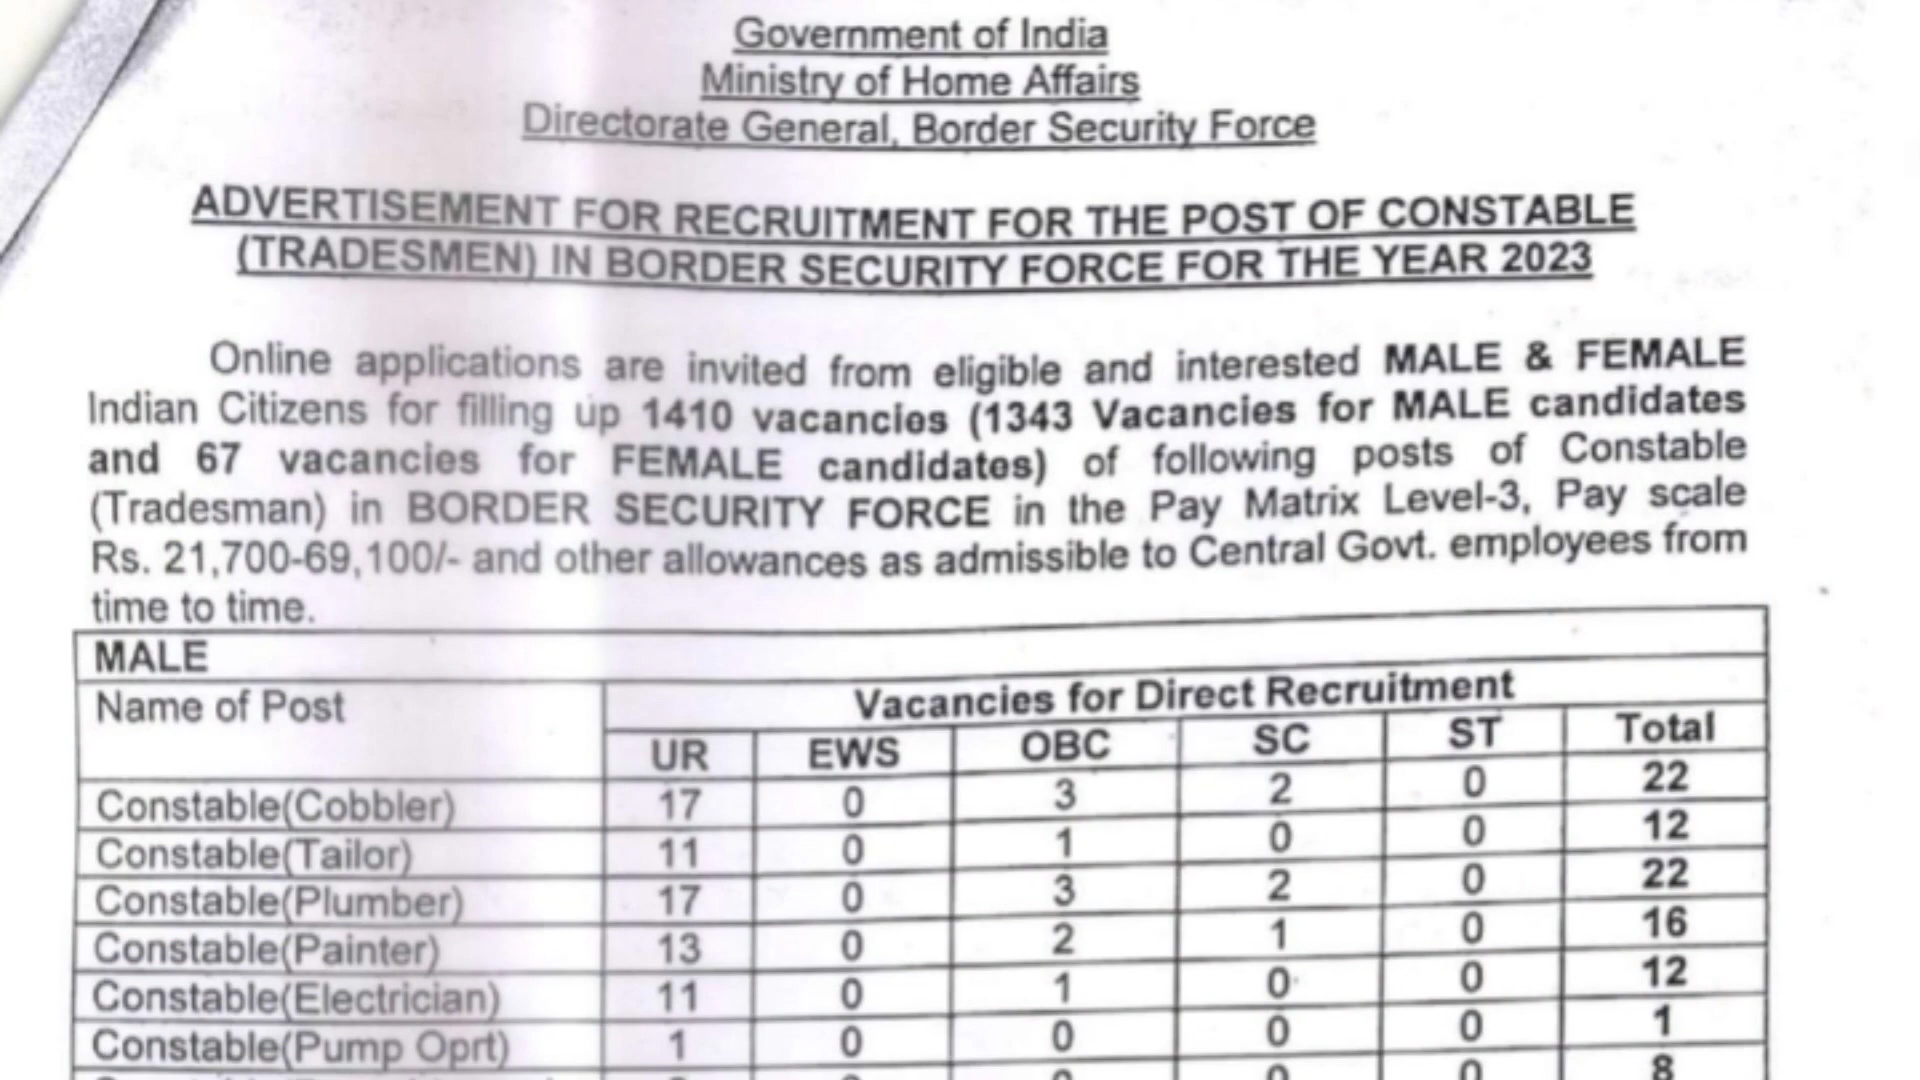 Government of India
Ministry of Home Affairs
Directorate General, Border Security Force
ADVERTISEMENT FOR RECRUITMENT FOR THE POST OF CONSTABLE
(TRADESMEN) IN BORDER SECURITY FORCE FOR THE YEAR 2023
Online applications are invited from eligible and interested MALE & FEMALE
Indian Citizens for filling up 1410 vacancies (1343 Vacancies for MALE candidates
and 67 vacancies for FEMALE candidates) of following posts of Constable
(Tradesman) in BORDER SECURITY FORCE in the Pay Matrix Level-3, Pay scale
Rs. 21,700-69,100/- and other allowances as admissible to Central Govt. employees from
time to time.
MALE
Name of Post Vacancies for Direct Recruitment
UR EWS OBC SC ST Total
Constable(Cobbler) 17 0 3 2 0 22
Constable(Tailor) 11 0 1 0 0 12
Constable(Plumber) 17 0 3 2 0 22
Constable(Painter) 13 0 2 1 0 16
Constable(Electrician) 11 0 1 0 0 12
Constable(Pump Oprt) 1 0 0 0 0 1
8